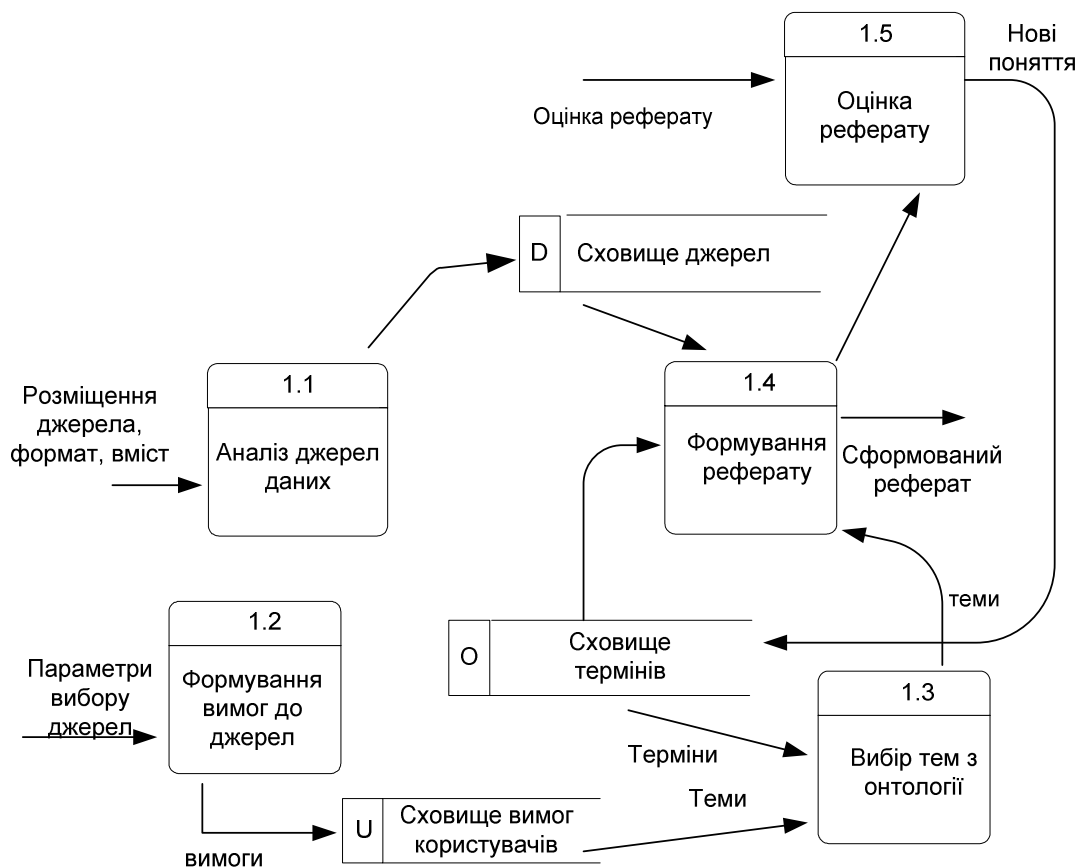 1.5
Нові
поняття
Оцінка
реферату
Оцінка реферату
D
Сховище джерел
1.1
Розміщення
джерела,
формат, вміст
Аналіз джерел
даних
1.4
Формування
реферату
Сформований
реферат
теми
1.2
Параметри
вибору
джерел
Формування
вимог до
джерел
O
Сховище
термінів
1.3
Вибір тем з
онтології
Терміни
Теми
U
Сховище вимог
користувачів
вимоги